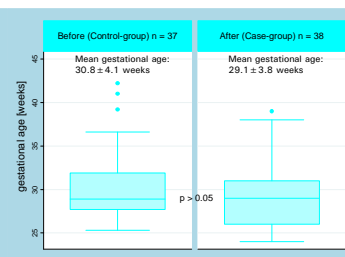 Before (Control-group) n = 37
After (Case-group) n = 38
Mean gestational age:
30.8 ± 4.1 weeks
Mean gestational age:
29.1 ± 3.8 weeks
gestational age [weeks]
45
40
35
30
25
p > 0.05